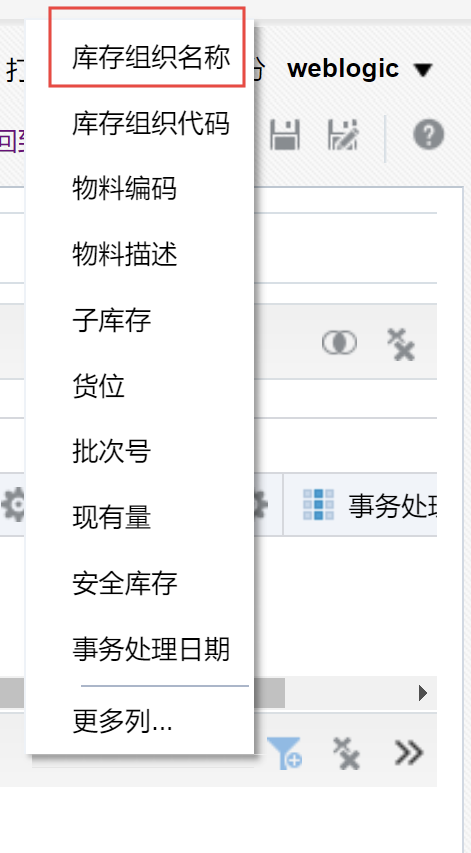 库存组织名称
打
weblogic
库存组织代码
物料编码
物料描述
子库存
货位
批次号
现有量
事务处
安全库存
事务处理日期
更多列...